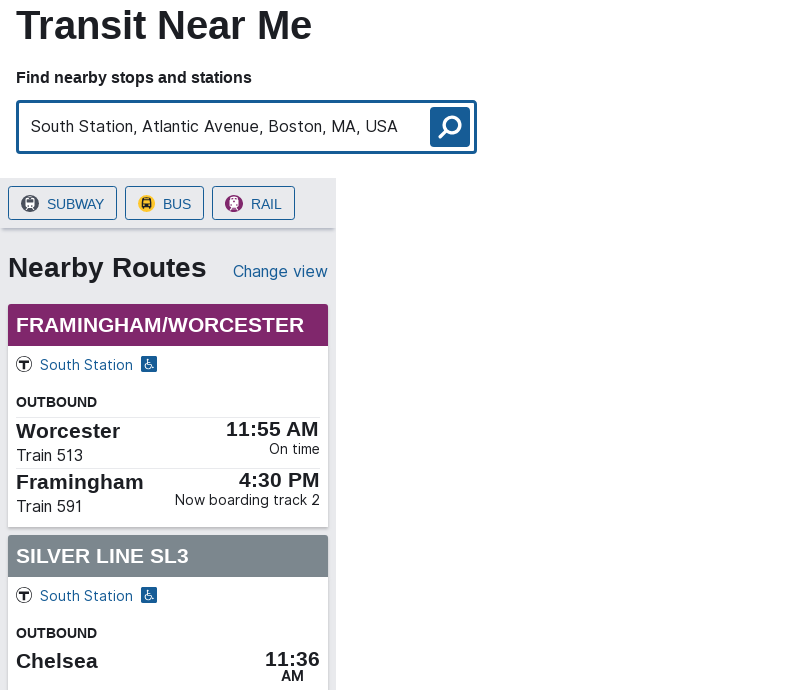 Transit Near Me
Find nearby stops and stations
South Station, Atlantic Avenue, Boston, MA, USA
SUBWAY BUS RAIL
Nearby Routes Change view
FRAMINGHAM/WORCESTER
T South Station
OUTBOUND
Worcester 11:55 AM
Train 513 On time
Framingham 4:30 PM
Train 591 Now boarding track 2
SILVER LINE SL3
T South Station
OUTBOUND
Chelsea 11:36
AM